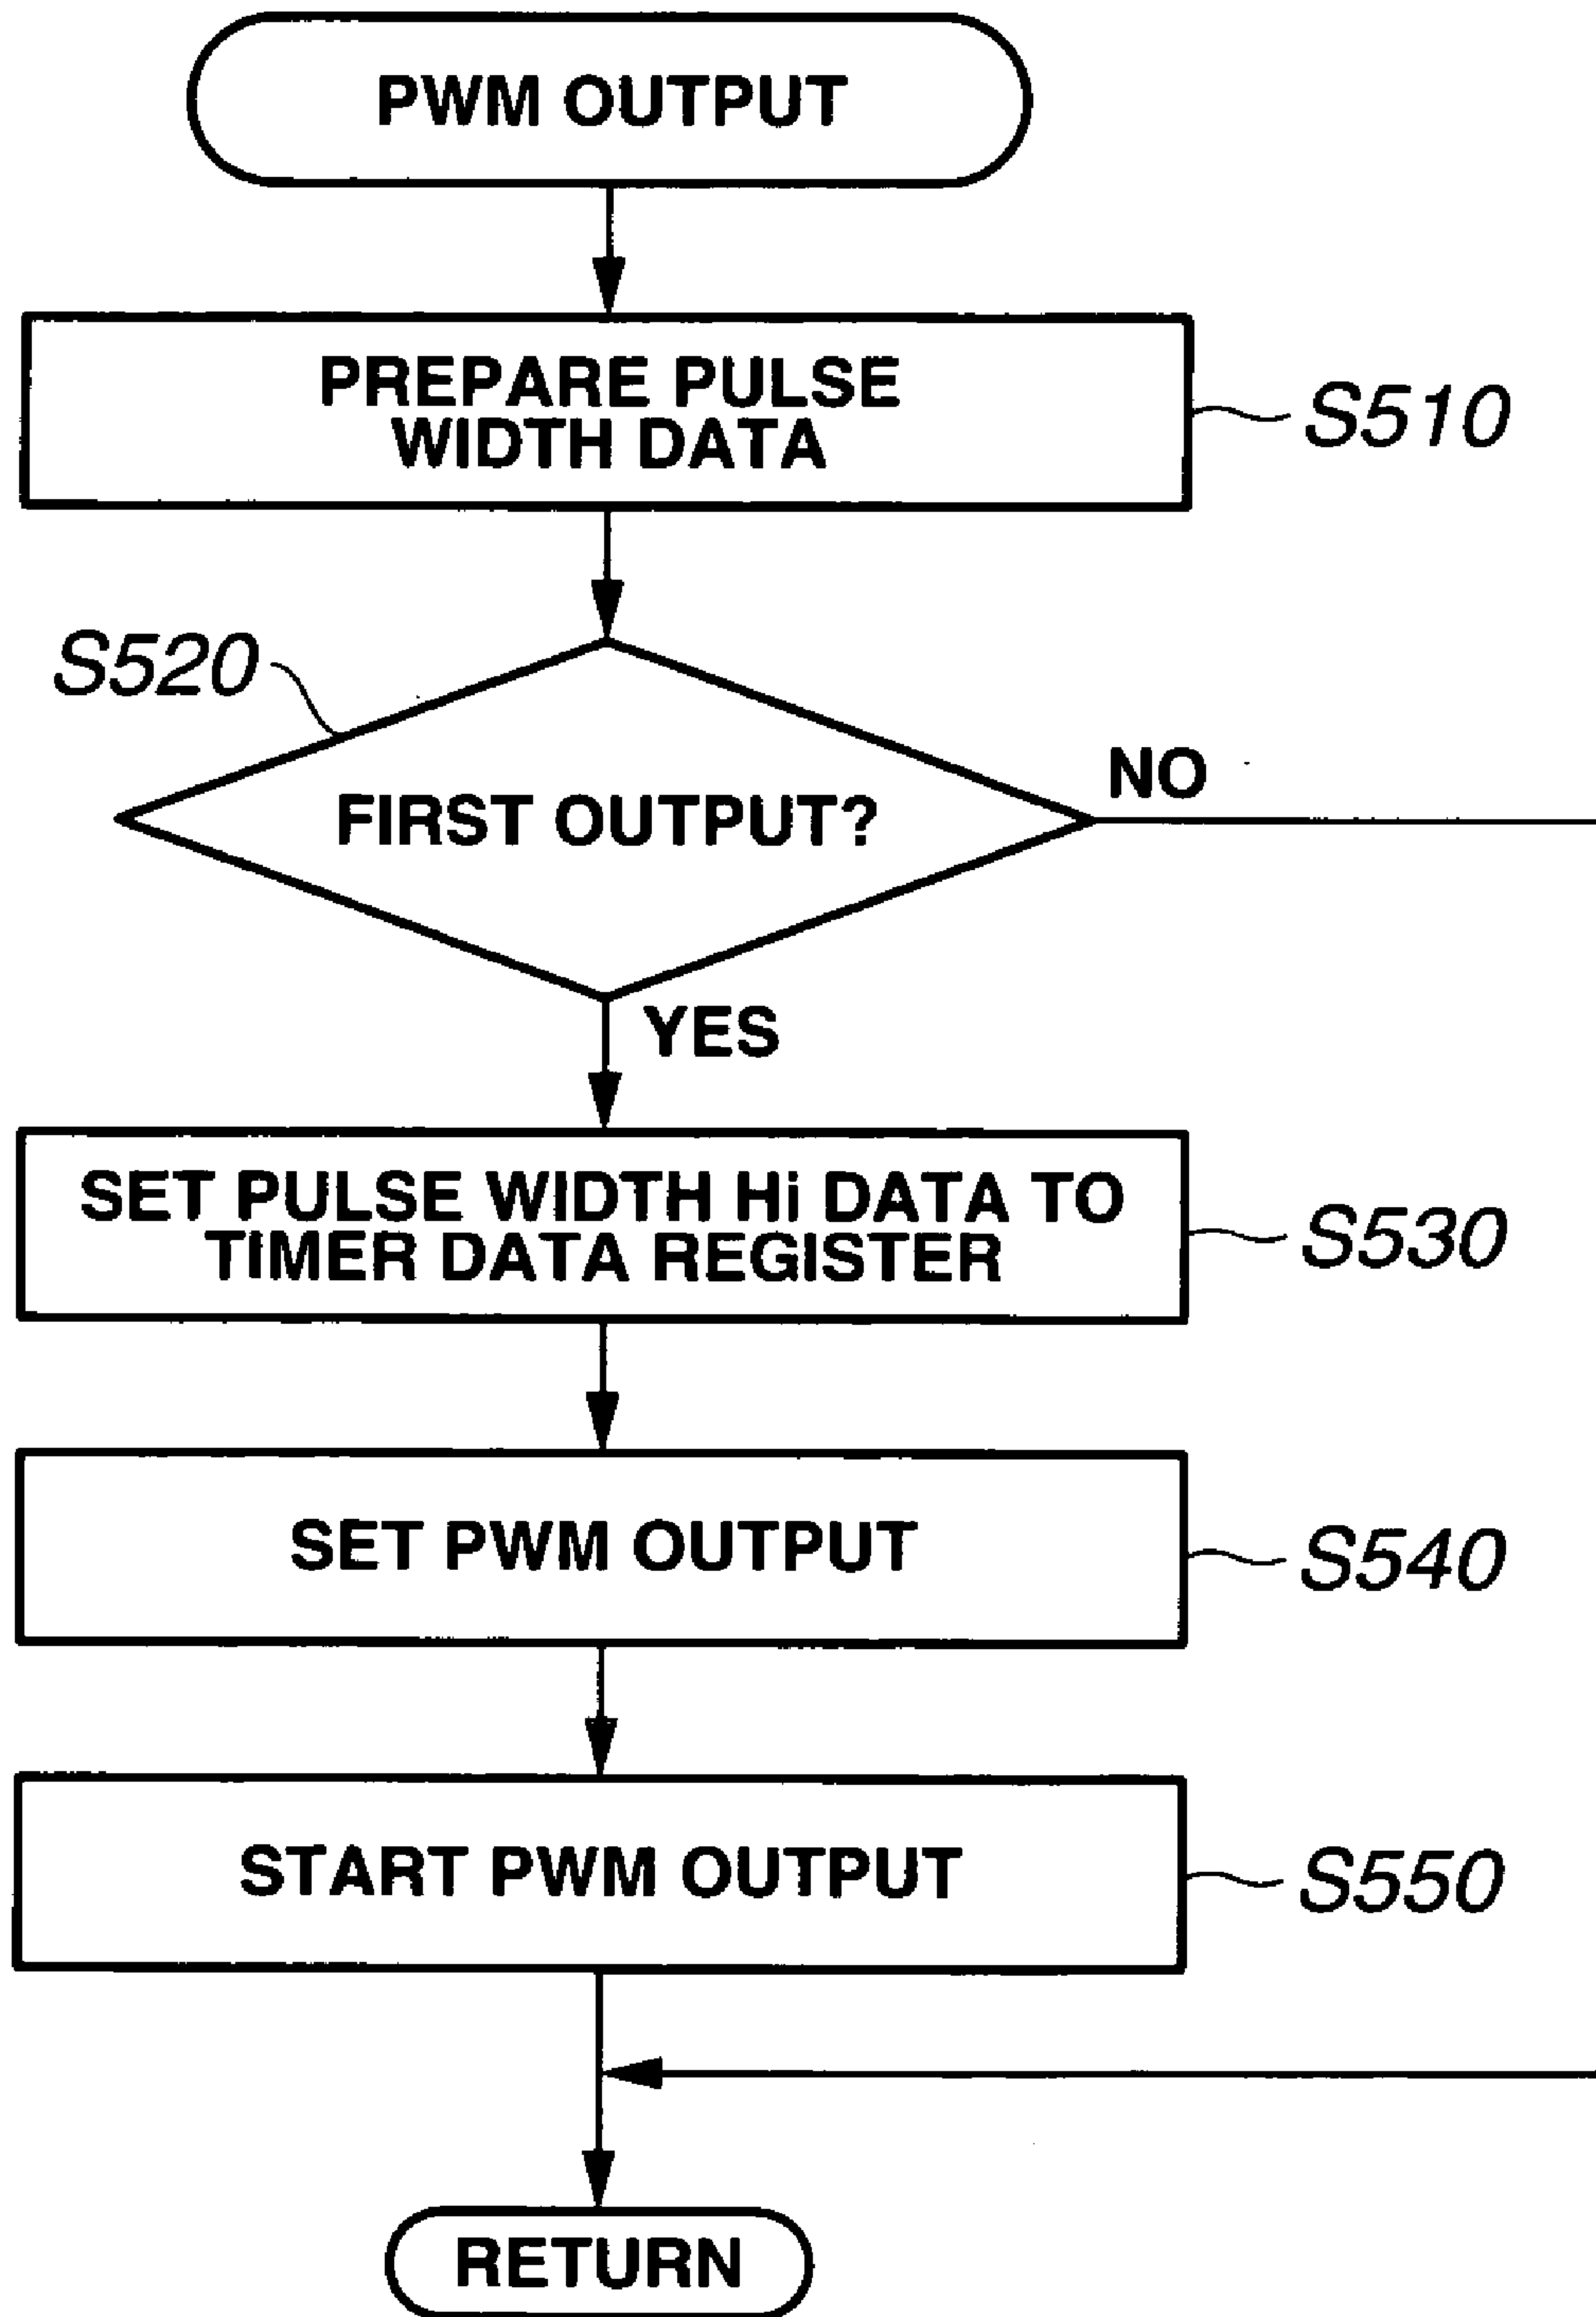 PWM OUTPUT
PREPARE PULSE
WIDTH DATA
S510
S520
FIRST OUTPUT?
NO
YES
SET PULSE WIDTH Hi DATA TO
TIMER DATA REGISTER
S530
SET PWM OUTPUT
S540
START PWM OUTPUT
S550
RETURN